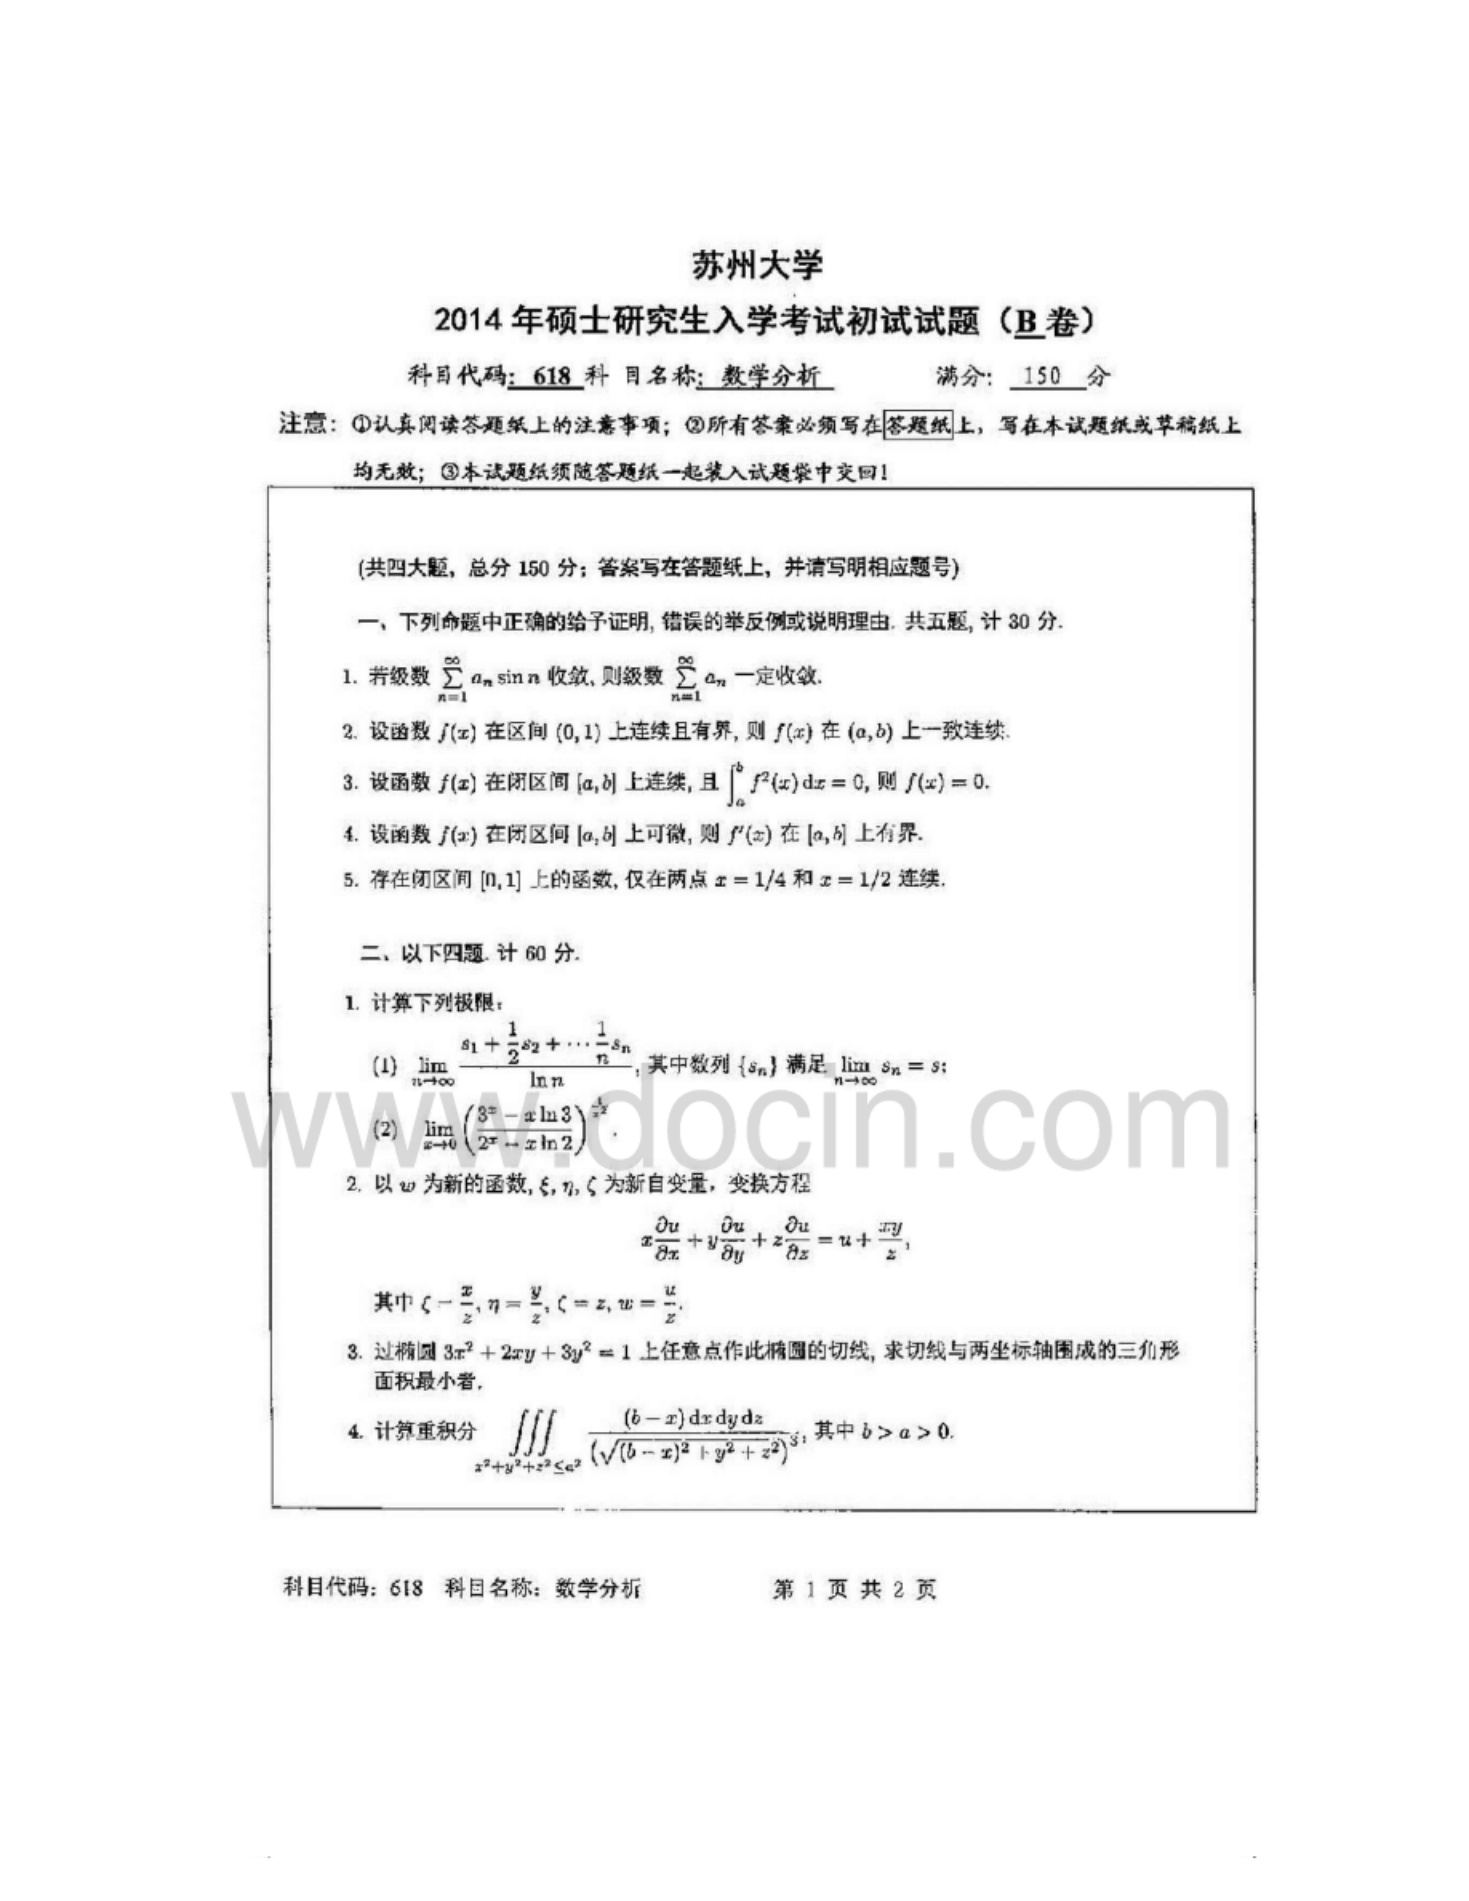 苏州大学
2014 年硕士研究生入学考试初试试题（B 卷）
科目代码：618 科 目名称：数学分析 满分：150 分
注意：①认真阅读答题纸上的注意事项；②所有答案必须写在答题纸上，写在本试题纸或草稿纸上
均无效；③本试题纸须随答题纸一起装入试题袋中交回！
(共四大题，总分 150 分；答案写在答题纸上，并请写明相应题号)
一、下列命题中正确的给予证明, 错误的举反例或说明理由. 共五题, 计 30 分.
1. 若级数 ∑_{n=1}^{∞} a_n sin n 收敛, 则级数 ∑_{n=1}^{∞} a_n 一定收敛.
2. 设函数 f(x) 在区间 (0,1) 上连续且有界, 则 f(x) 在 (a,b) 上一致连续.
3. 设函数 f(x) 在闭区间 [a,b] 上连续, 且 ∫_a^b f²(x) dx = 0, 则 f(x) = 0.
4. 设函数 f(x) 在闭区间 [a,b] 上可微, 则 f′(x) 在 [a,b] 上有界.
5. 存在闭区间 [0,1] 上的函数, 仅在两点 x = 1/4 和 x = 1/2 连续.
二、以下四题. 计 60 分.
1. 计算下列极限：
(1) lim_{n→∞} (s₁ + 1/2 s₂ + ⋯ 1/n s_n) / ln n , 其中数列 {s_n} 满足 lim_{n→∞} s_n = s;
(2) lim_{x→0} ((3^x − x ln 3)/(2^x − x ln 2))^{1/x²} .
www.docin.com
2. 以 w 为新的函数, ξ, η, ζ 为新自变量，变换方程
x ∂u/∂x + y ∂u/∂y + z ∂u/∂z = u + xy/z ,
其中 ζ = x/z, η = y/z, ζ = z, w = u/z.
3. 过椭圆 3x² + 2xy + 3y² = 1 上任意点作此椭圆的切线, 求切线与两坐标轴围成的三角形
面积最小者.
4. 计算重积分 ∭_{x²+y²+z²≤a²} (b − x) dx dy dz / (√((b − x)² + y² + z²))³ , 其中 b > a > 0.
科目代码：618 科目名称：数学分析 第 1 页 共 2 页